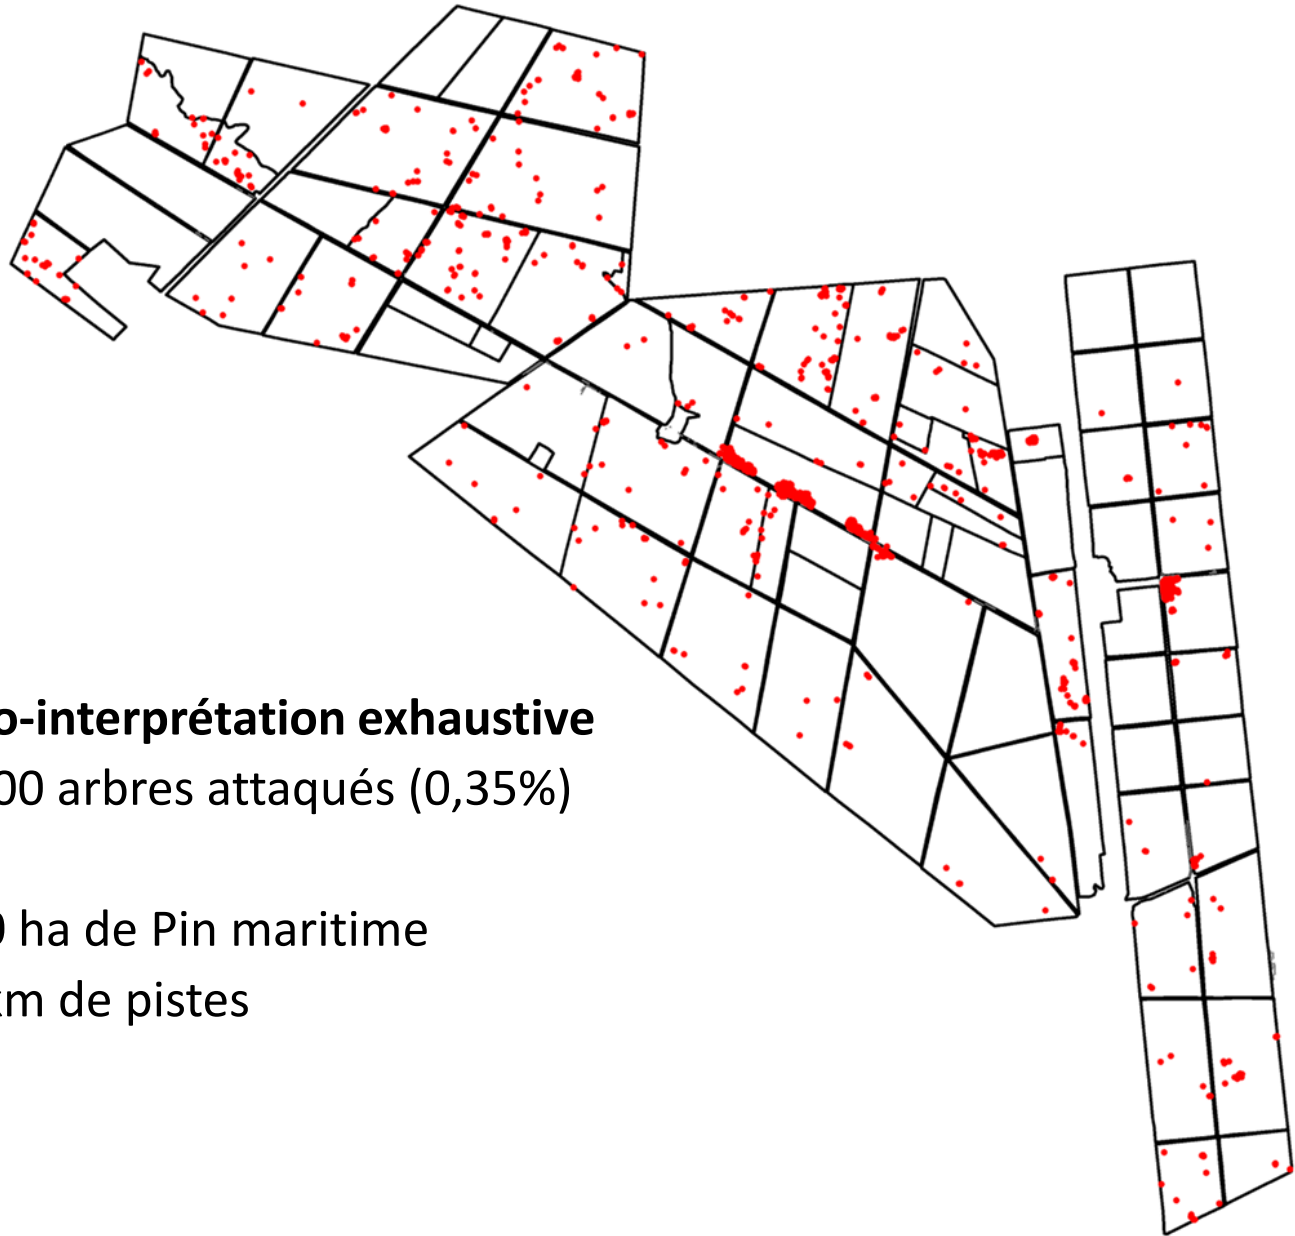 o-interprétation exhaustive
00 arbres attaqués (0,35%)
ha de Pin maritime
km de pistes